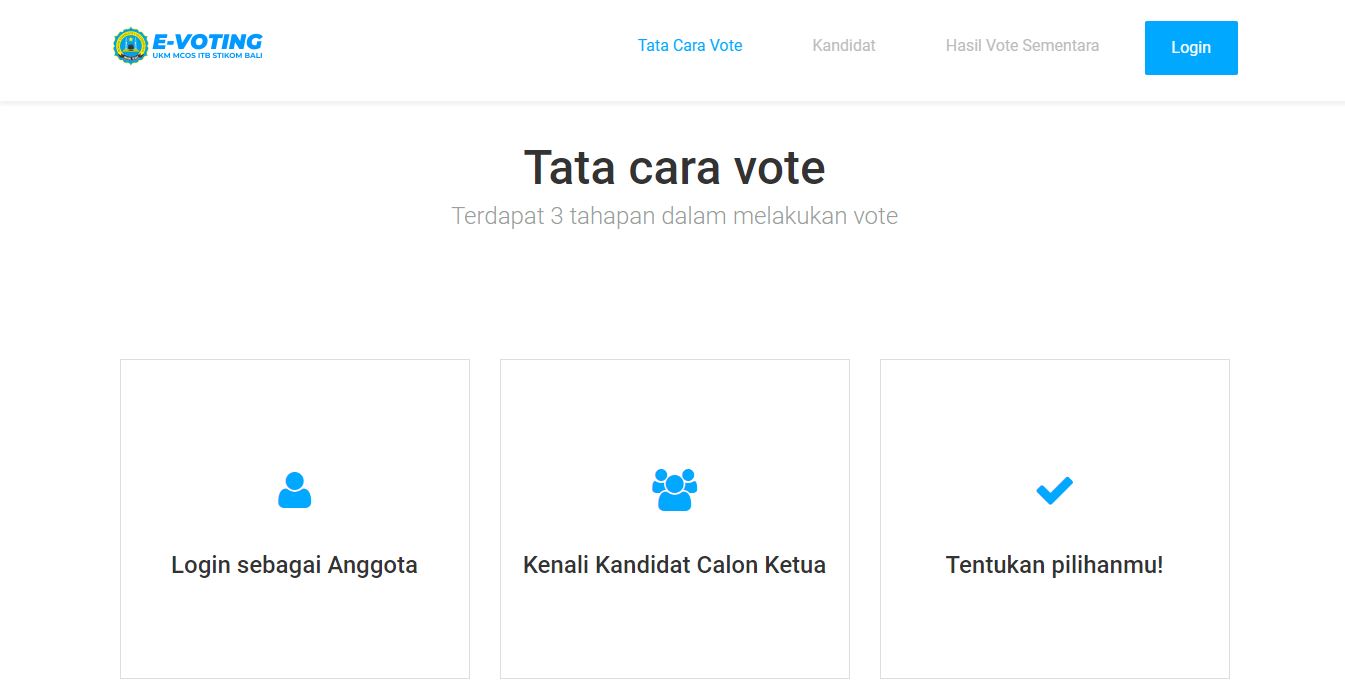 E-VOTING
UKM MCOS ITB STIKOM BALI
Tata Cara Vote
Kandidat
Hasil Vote Sementara
Login
Tata cara vote
Terdapat 3 tahapan dalam melakukan vote
Login sebagai Anggota
Kenali Kandidat Calon Ketua
Tentukan pilihanmu!